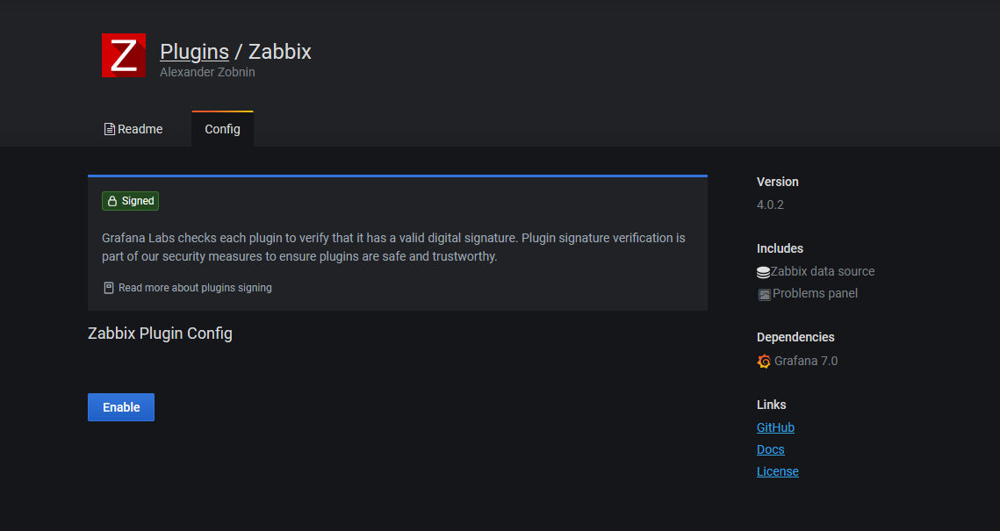 Z
Plugins / Zabbix
Alexander Zobnin
Readme
Config
Signed
Grafana Labs checks each plugin to verify that it has a valid digital signature. Plugin signature verification is
part of our security measures to ensure plugins are safe and trustworthy.
Read more about plugins signing
Zabbix Plugin Config
Enable
Version
4.0.2
Includes
Zabbix data source
Problems panel
Dependencies
Grafana 7.0
Links
GitHub
Docs
License